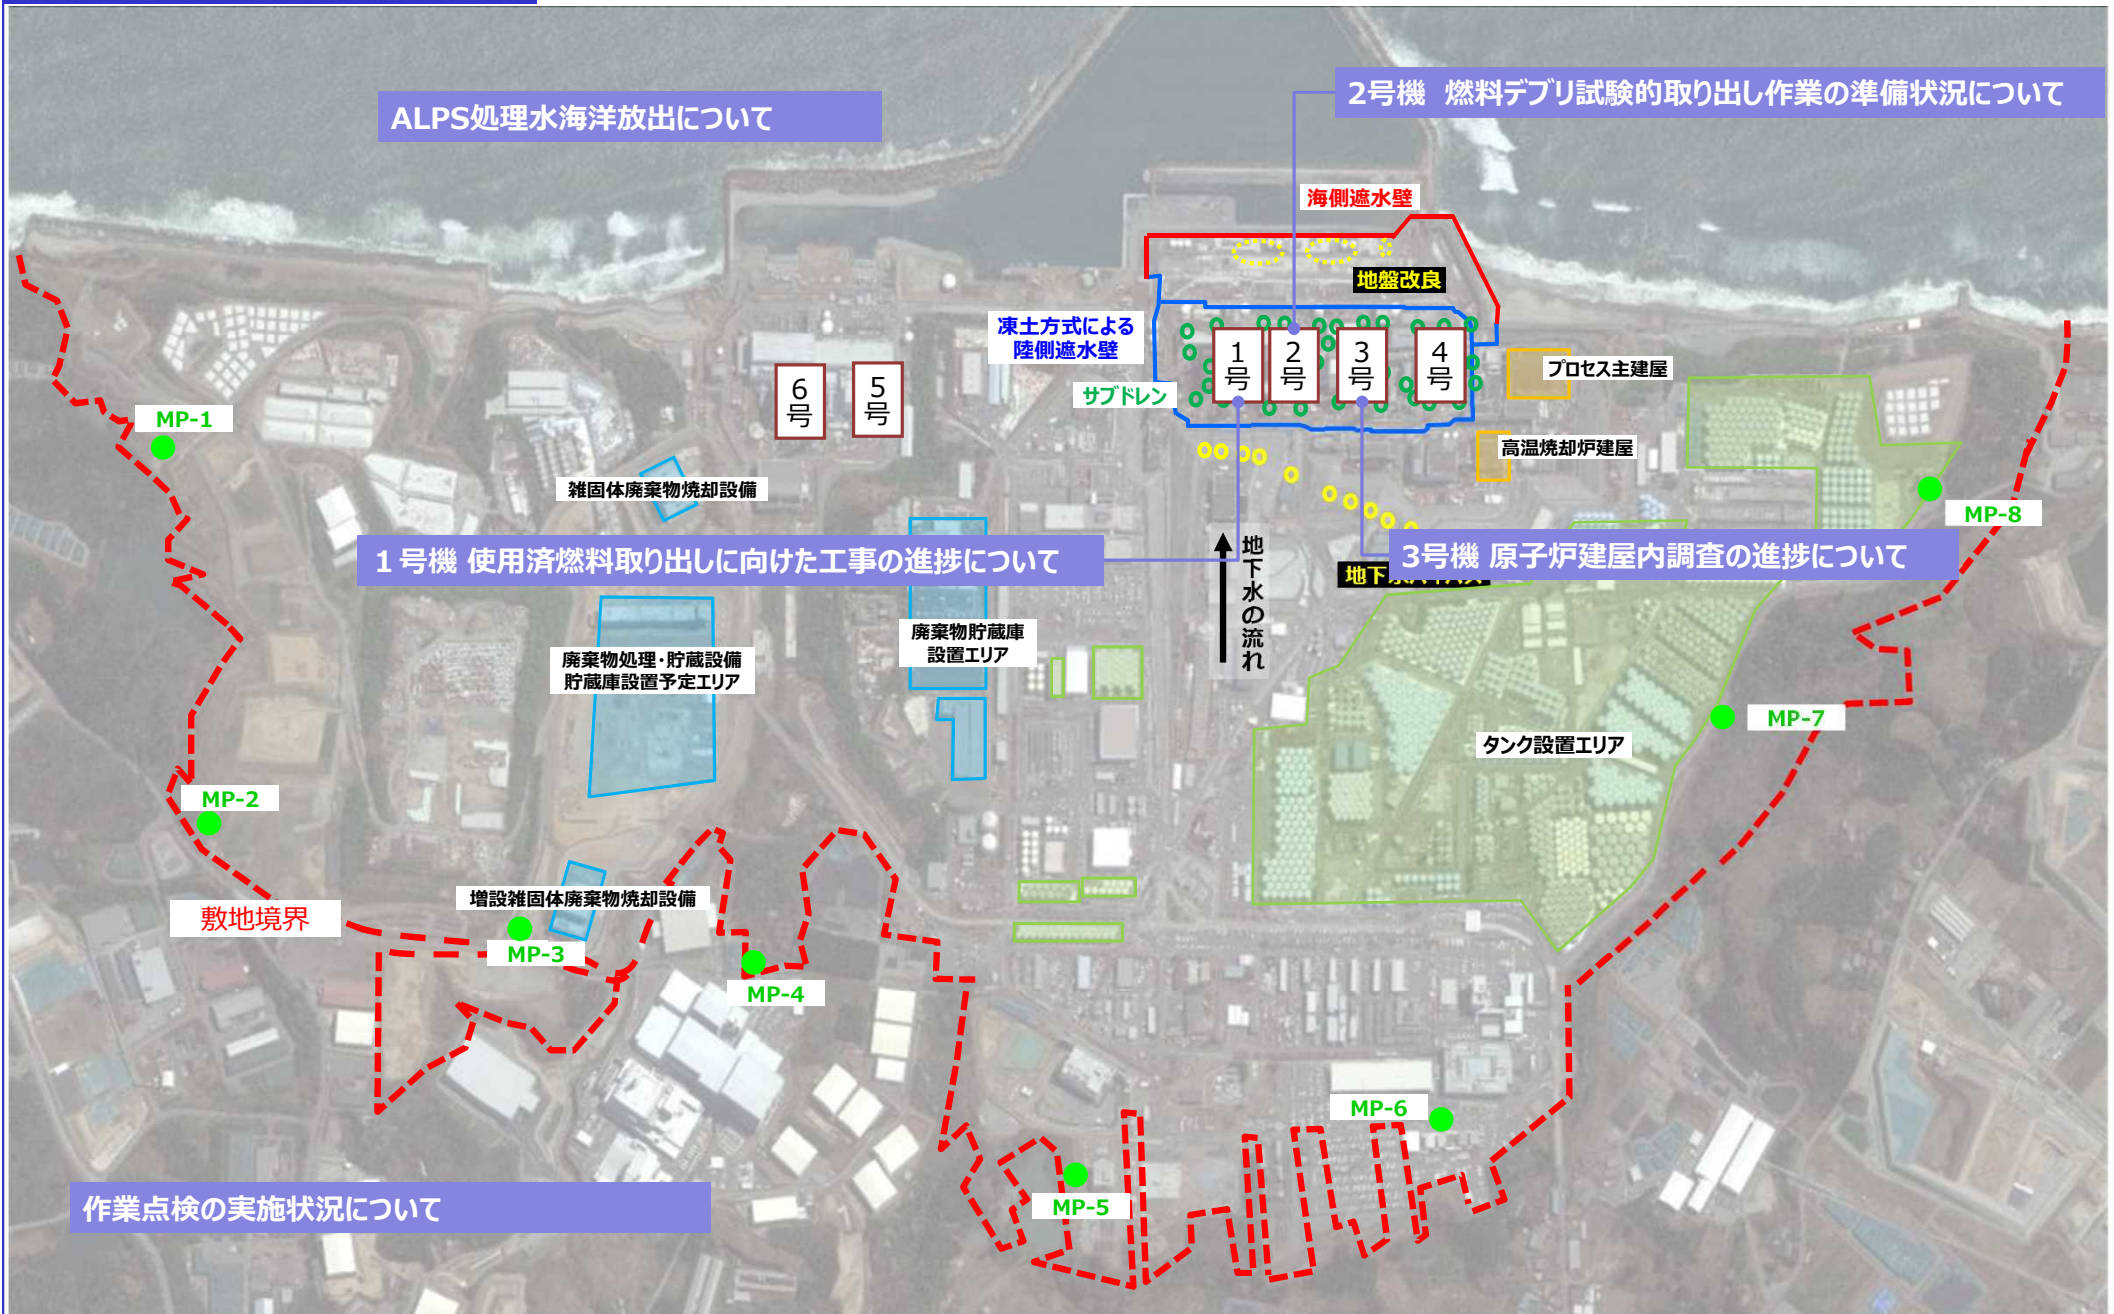 ALPS処理水海洋放出について
2号機 燃料デブリ試験的取り出し作業の準備状況について
海側遮水壁
地盤改良
凍土方式による
陸側遮水壁
サブドレン
1号
2号
3号
4号
5号
6号
プロセス主建屋
高温焼却炉建屋
MP-1
雑固体廃棄物焼却設備
MP-8
1号機 使用済燃料取り出しに向けた工事の進捗について
3号機 原子炉建屋内調査の進捗について
地下
地下水の流れ
廃棄物貯蔵庫
設置エリア
廃棄物処理・貯蔵設備
貯蔵庫設置予定エリア
タンク設置エリア
MP-7
MP-2
増設雑固体廃棄物焼却設備
敷地境界
MP-3
MP-4
MP-6
MP-5
作業点検の実施状況について